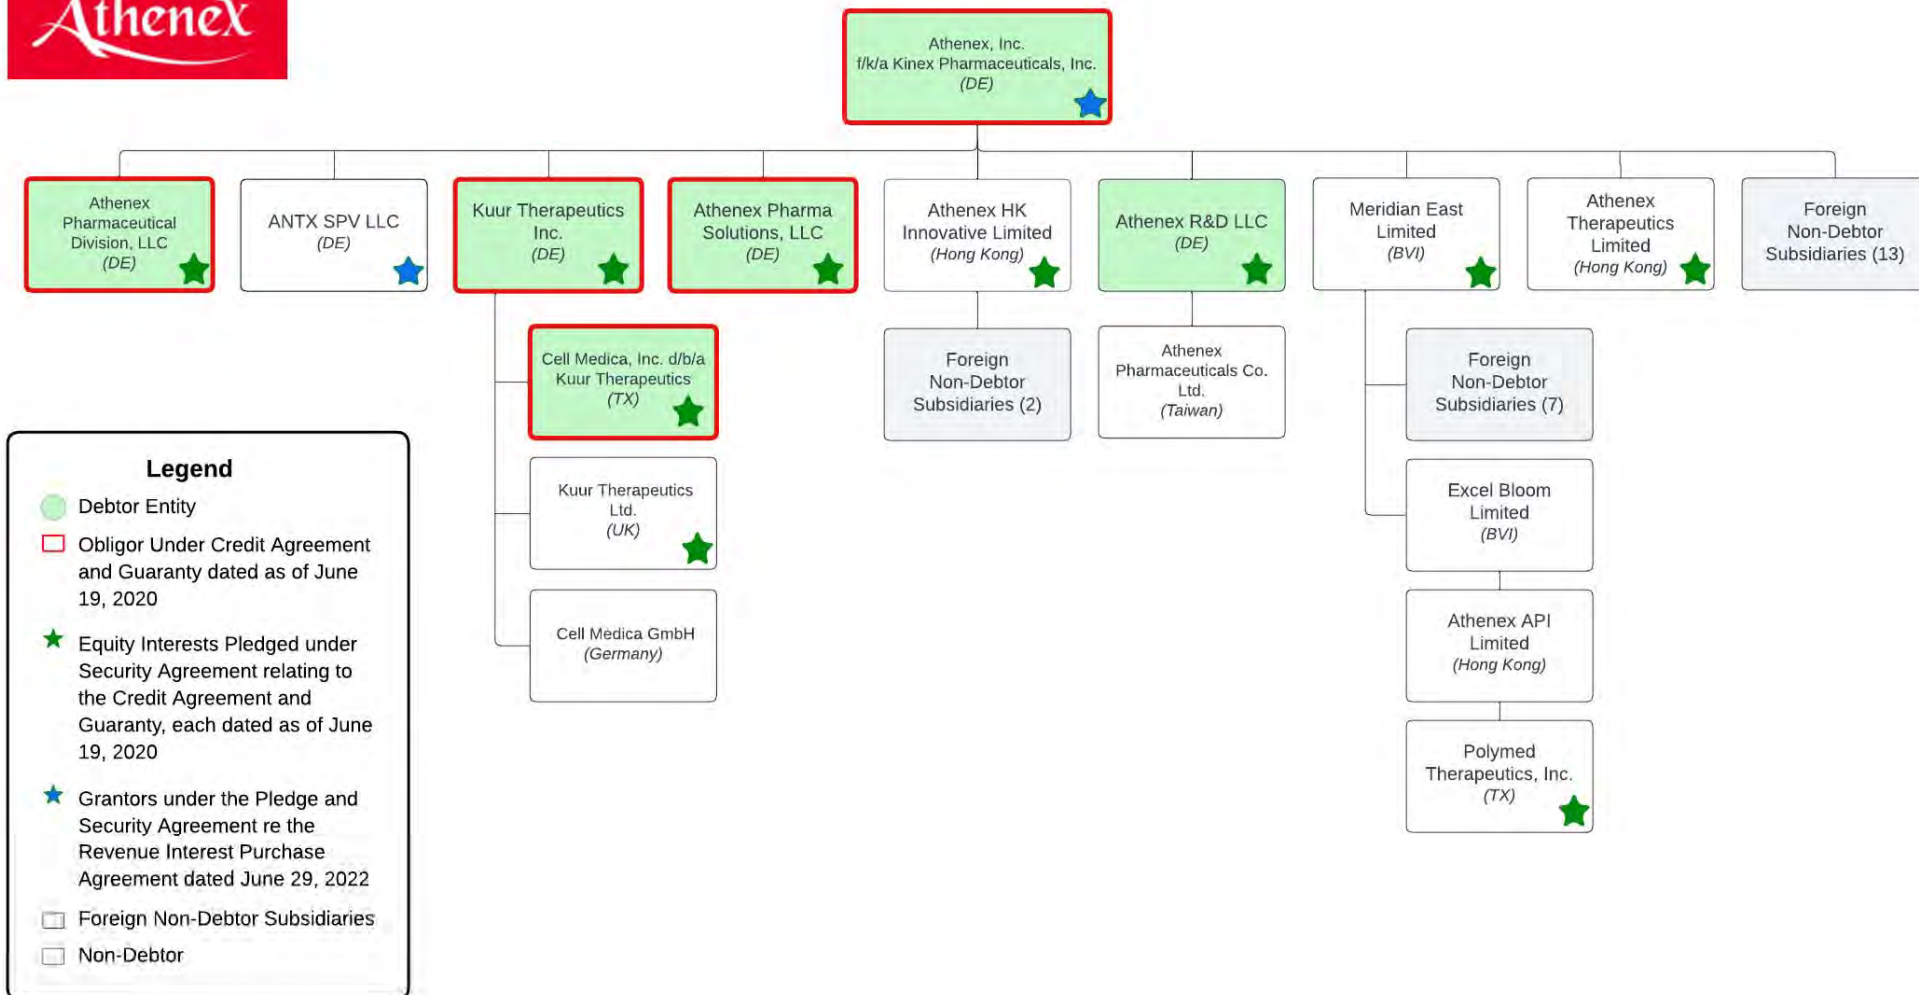 Athenex
Athenex, Inc.
f/k/a Kinex Pharmaceuticals, Inc.
(DE)
Athenex
Pharmaceutical
Division, LLC
(DE)
ANTX SPV LLC
(DE)
Kuur Therapeutics
Inc.
(DE)
Athenex Pharma
Solutions, LLC
(DE)
Athenex HK
Innovative Limited
(Hong Kong)
Athenex R&D LLC
(DE)
Meridian East
Limited
(BVI)
Athenex
Therapeutics
Limited
(Hong Kong)
Foreign
Non-Debtor
Subsidiaries (13)
Cell Medica, Inc. d/b/a
Kuur Therapeutics
(TX)
Kuur Therapeutics
Ltd.
(UK)
Cell Medica GmbH
(Germany)
Foreign
Non-Debtor
Subsidiaries (2)
Athenex
Pharmaceuticals Co.
Ltd.
(Taiwan)
Foreign
Non-Debtor
Subsidiaries (7)
Excel Bloom
Limited
(BVI)
Athenex API
Limited
(Hong Kong)
Polymed
Therapeutics, Inc.
(TX)
Legend
Debtor Entity
Obligor Under Credit Agreement
and Guaranty dated as of June
19, 2020
Equity Interests Pledged under
Security Agreement relating to
the Credit Agreement and
Guaranty, each dated as of June
19, 2020
Grantors under the Pledge and
Security Agreement re the
Revenue Interest Purchase
Agreement dated June 29, 2022
Foreign Non-Debtor Subsidiaries
Non-Debtor